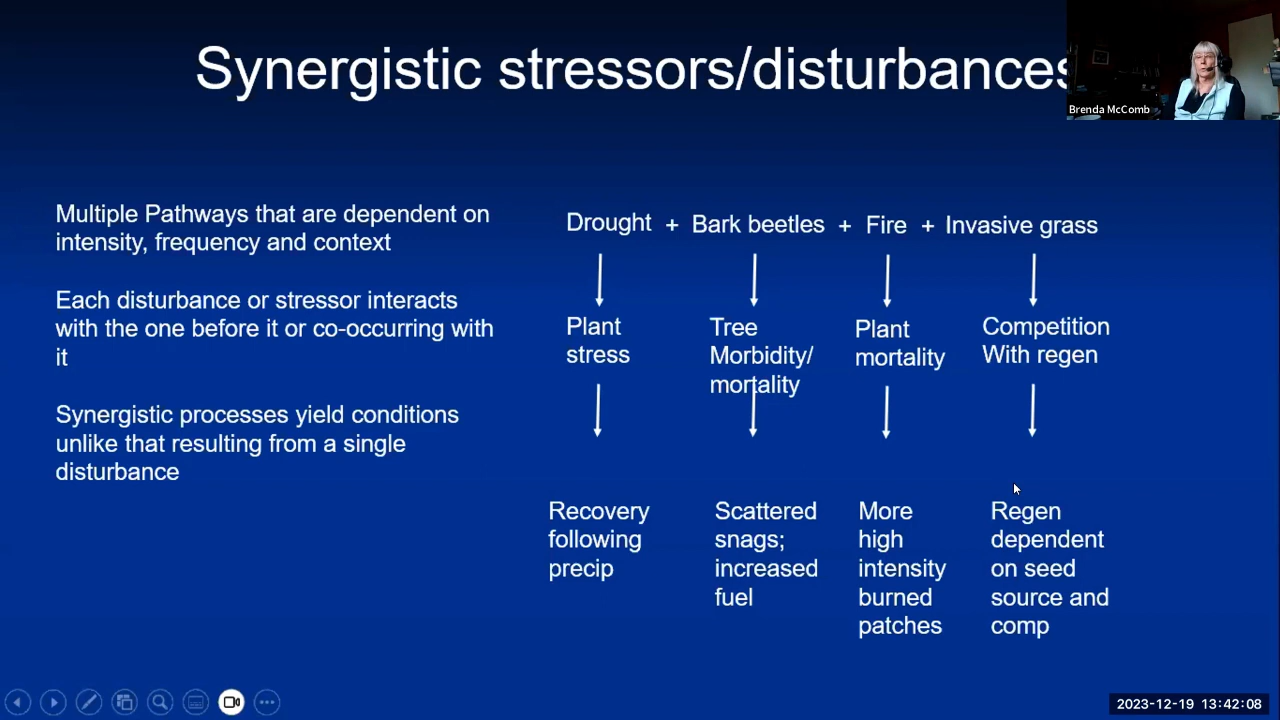 Synergistic stressors/disturbances
Brenda McComb
Multiple Pathways that are dependent on
intensity, frequency and context
Each disturbance or stressor interacts
with the one before it or co-occurring with
it
Synergistic processes yield conditions
unlike that resulting from a single
disturbance
Drought + Bark beetles + Fire + Invasive grass
Plant
stress
Tree
Morbidity/
mortality
Plant
mortality
Competition
With regen
Recovery
following
precip
Scattered
snags;
increased
fuel
More
high
intensity
burned
patches
Regen
dependent
on seed
source and
comp
2023-12-19 13:42:08